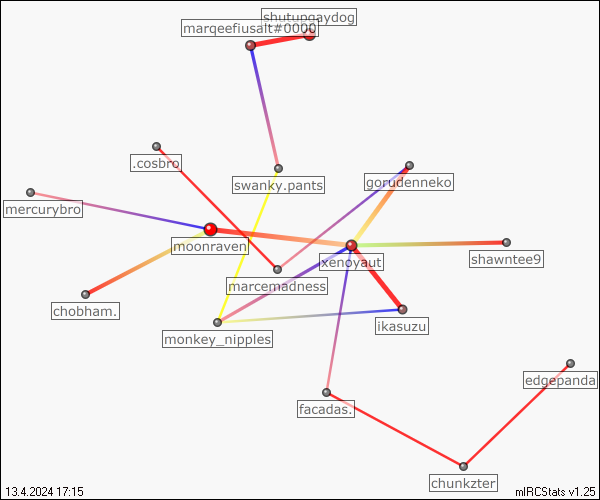 shutupgaydog
marqeefiusalt#0000
.cosbro
swanky.pants
gorudenneko
mercurybro
moonraven
xenoyaut
shawntee9
marcemadness
chobham.
ikasuzu
monkey_nipples
edgepanda
facadas.
chunkzter
13.4.2024 17:15
mIRCStats v1.25